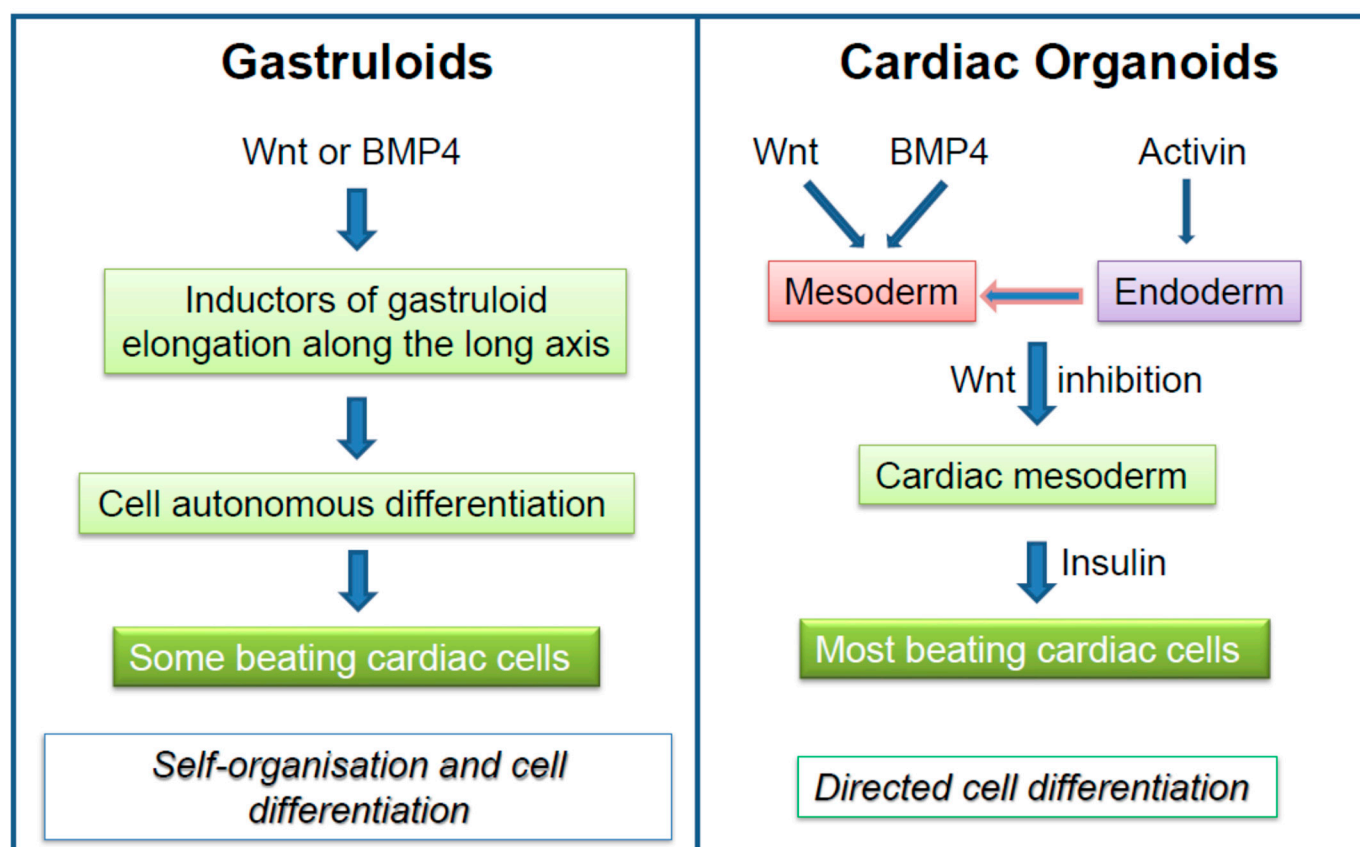 Gastruloids
Wnt or BMP4
Inductors of gastruloid
elongation along the long axis
Cell autonomous differentiation
Some beating cardiac cells
Self-organisation and cell
differentiation
Cardiac Organoids
Wnt BMP4 Activin
Mesoderm Endoderm
Wnt inhibition
Cardiac mesoderm
Insulin
Most beating cardiac cells
Directed cell differentiation